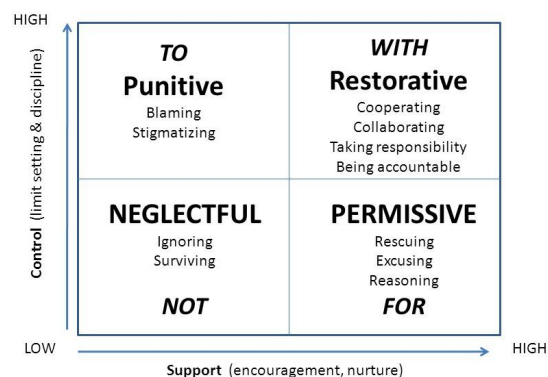 HIGH
Control (limit setting & discipline)
TO
Punitive
Blaming
Stigmatizing
WITH
Restorative
Cooperating
Collaborating
Taking responsibility
Being accountable
NEGLECTFUL
Ignoring
Surviving
NOT
PERMISSIVE
Rescuing
Excusing
Reasoning
FOR
LOW
HIGH
Support (encouragement, nurture)